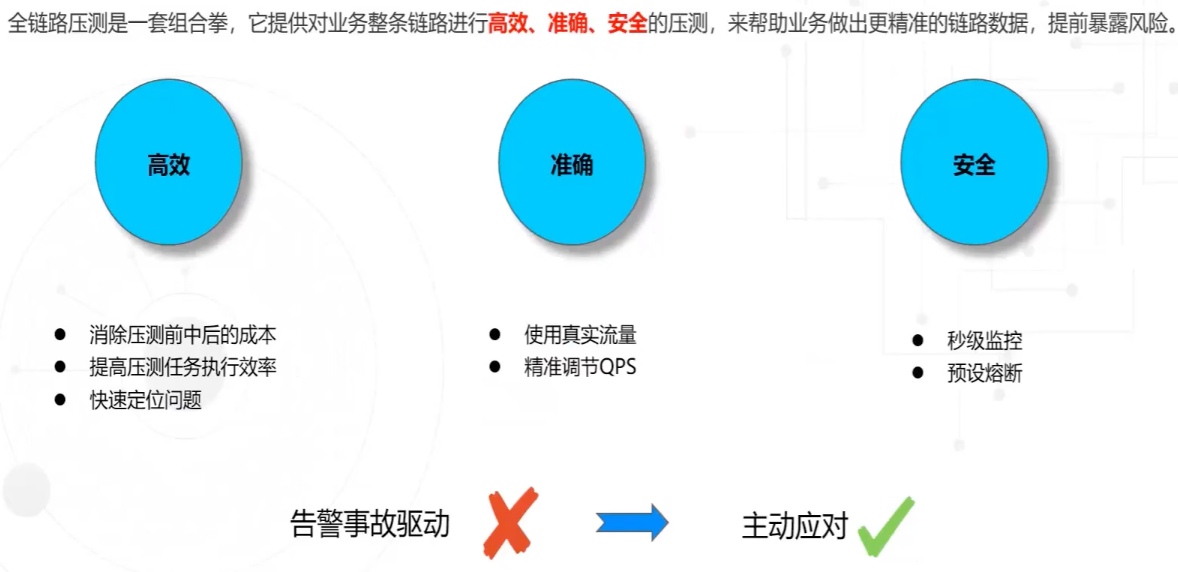 全链路压测是一套组合拳，它提供对业务整条链路进行高效、准确、安全的压测，来帮助业务做出更精准的链路数据，提前暴露风险。
高效
准确
安全
消除压测前中后的成本
提高压测任务执行效率
快速定位问题
使用真实流量
精准调节QPS
秒级监控
预设熔断
告警事故驱动
主动应对